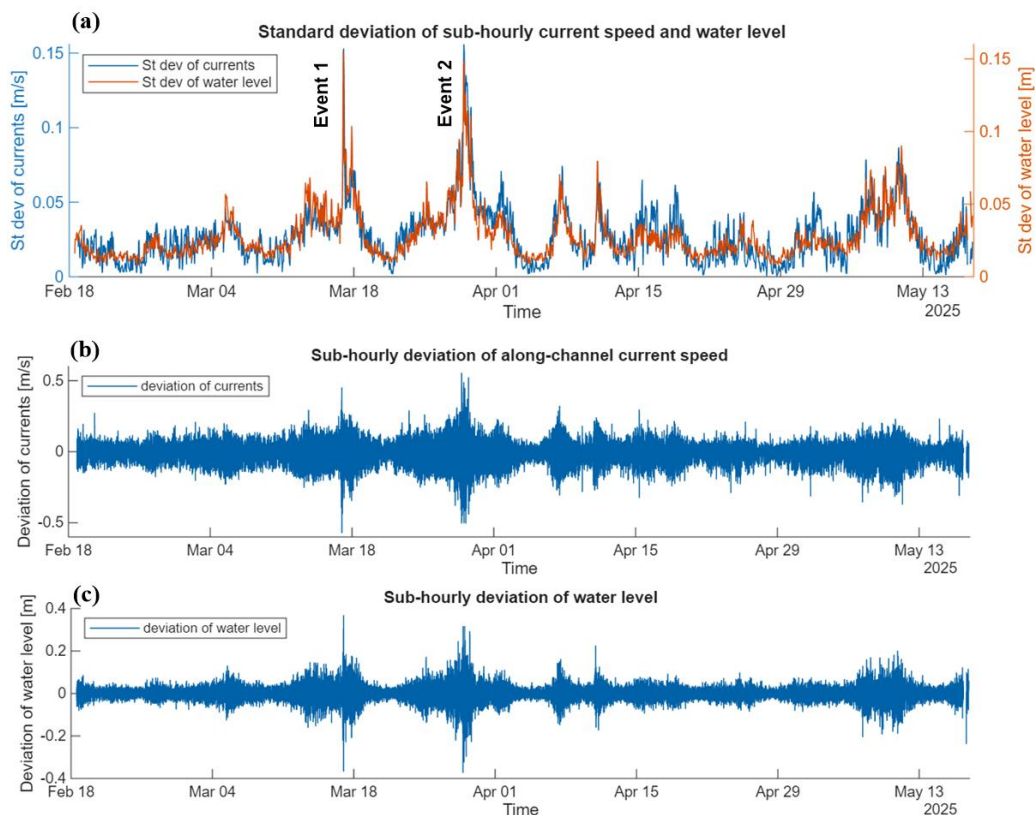 (a)
Standard deviation of sub-hourly current speed and water level
St dev of currents
St dev of water level
Event 1
Event 2
St dev of currents [m/s]
0.15
0.1
0.05
0
St dev of water level [m]
0.15
0.1
0.05
0
Feb 18 Mar 04 Mar 18 Apr 01 Apr 15 Apr 29 May 13
Time
2025
(b)
Sub-hourly deviation of along-channel current speed
deviation of currents
Deviation of currents [m/s]
0.5
0
-0.5
Feb 18 Mar 04 Mar 18 Apr 01 Apr 15 Apr 29 May 13
Time
2025
(c)
Sub-hourly deviation of water level
deviation of water level
Deviation of water level [m]
0.4
0.2
0
-0.2
-0.4
Feb 18 Mar 04 Mar 18 Apr 01 Apr 15 Apr 29 May 13
Time
2025